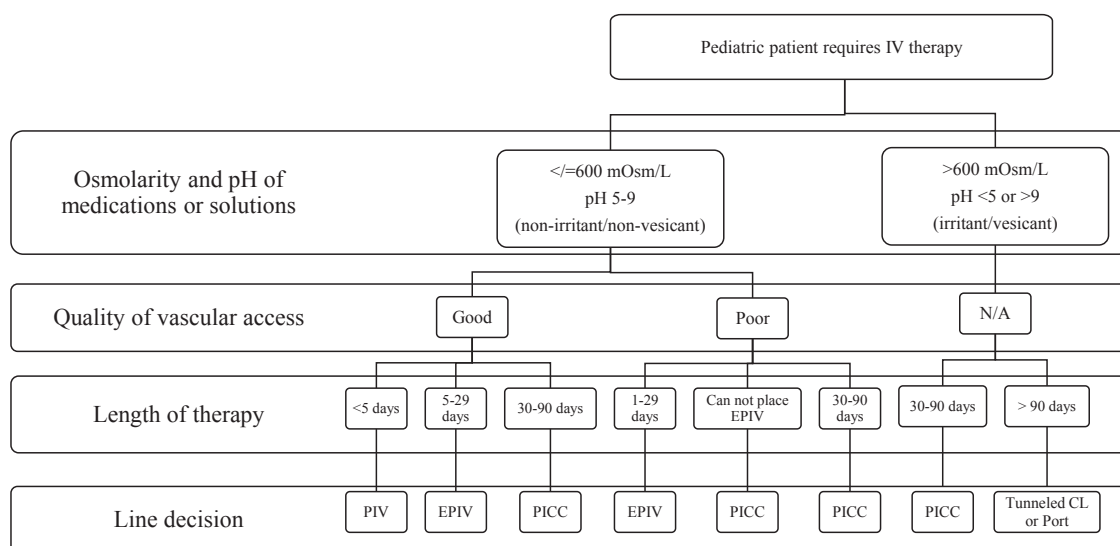 Pediatric patient requires IV therapy
Osmolarity and pH of
medications or solutions
</=600 mOsm/L
pH 5-9
(non-irritant/non-vesicant)
>600 mOsm/L
pH <5 or >9
(irritant/vesicant)
Quality of vascular access
Good
Poor
N/A
Length of therapy
<5 days
5-29
days
30-90 days
1-29
days
Can not place
EPIV
30-90
days
30-90 days
> 90 days
Line decision
PIV
EPIV
PICC
EPIV
PICC
PICC
PICC
Tunneled CL
or Port